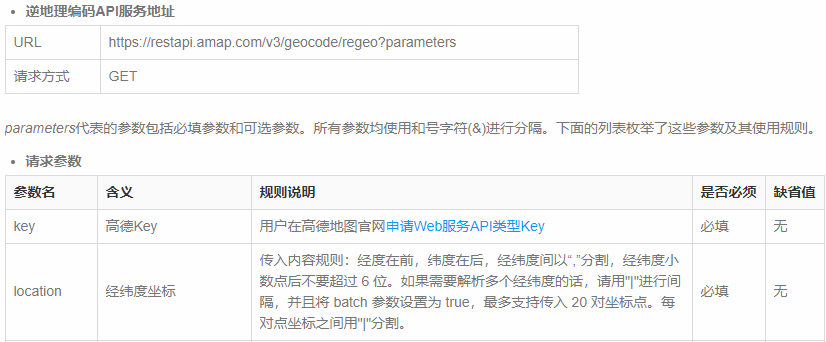 逆地理编码API服务地址
URL https://restapi.amap.com/v3/geocode/regeo?parameters
请求方式 GET
parameters代表的参数包括必填参数和可选参数。所有参数均使用和号字符(&)进行分隔。下面的列表枚举了这些参数及其使用规则。
请求参数
参数名 含义 规则说明 是否必须 缺省值
key 高德Key 用户在高德地图官网申请Web服务API类型Key 必填 无
传入内容规则：经度在前，纬度在后，经纬度间以“,”分割，经纬度小
数点后不要超过 6 位。如果需要解析多个经纬度的话，请用"|"进行间
location 经纬度坐标 隔，并且将 batch 参数设置为 true，最多支持传入 20 对坐标点。每 必填 无
对点坐标之间用"|"分割。